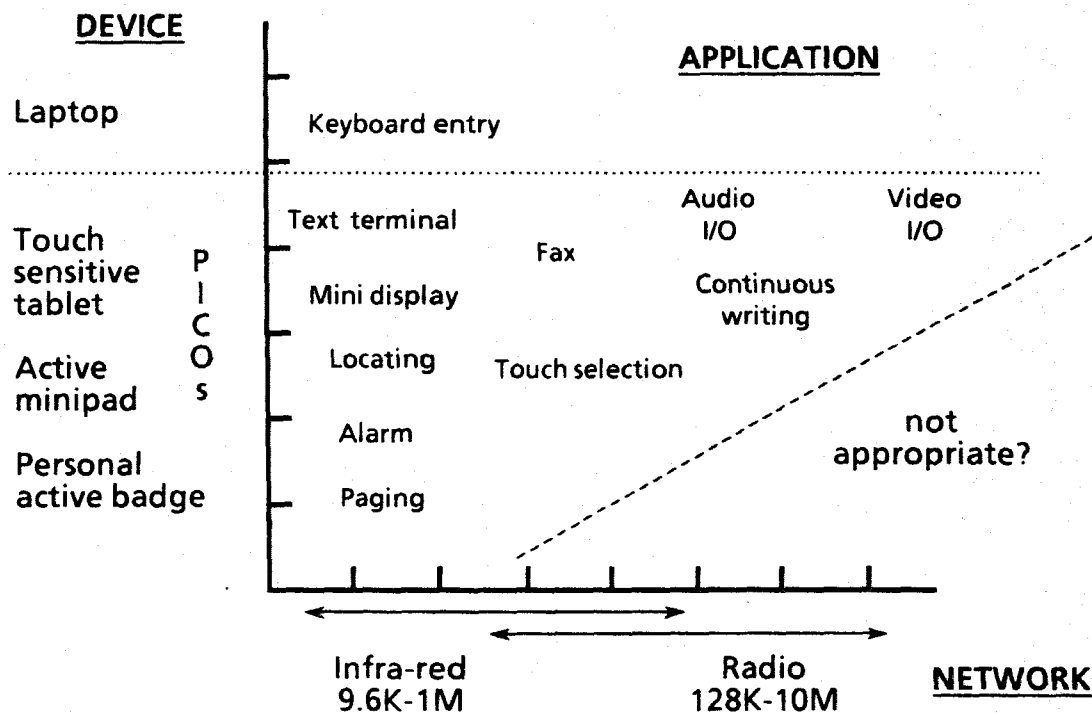 DEVICE
APPLICATION
Laptop
Keyboard entry
Touch
sensitive
tablet
Active
minipad
Personal
active badge
P
I
C
O
s
Text terminal
Mini display
Locating
Alarm
Paging
Fax
Touch selection
Audio
I/O
Video
I/O
Continuous
writing
not
appropriate?
Infra-red
9.6K-1M
Radio
128K-10M
NETWORK